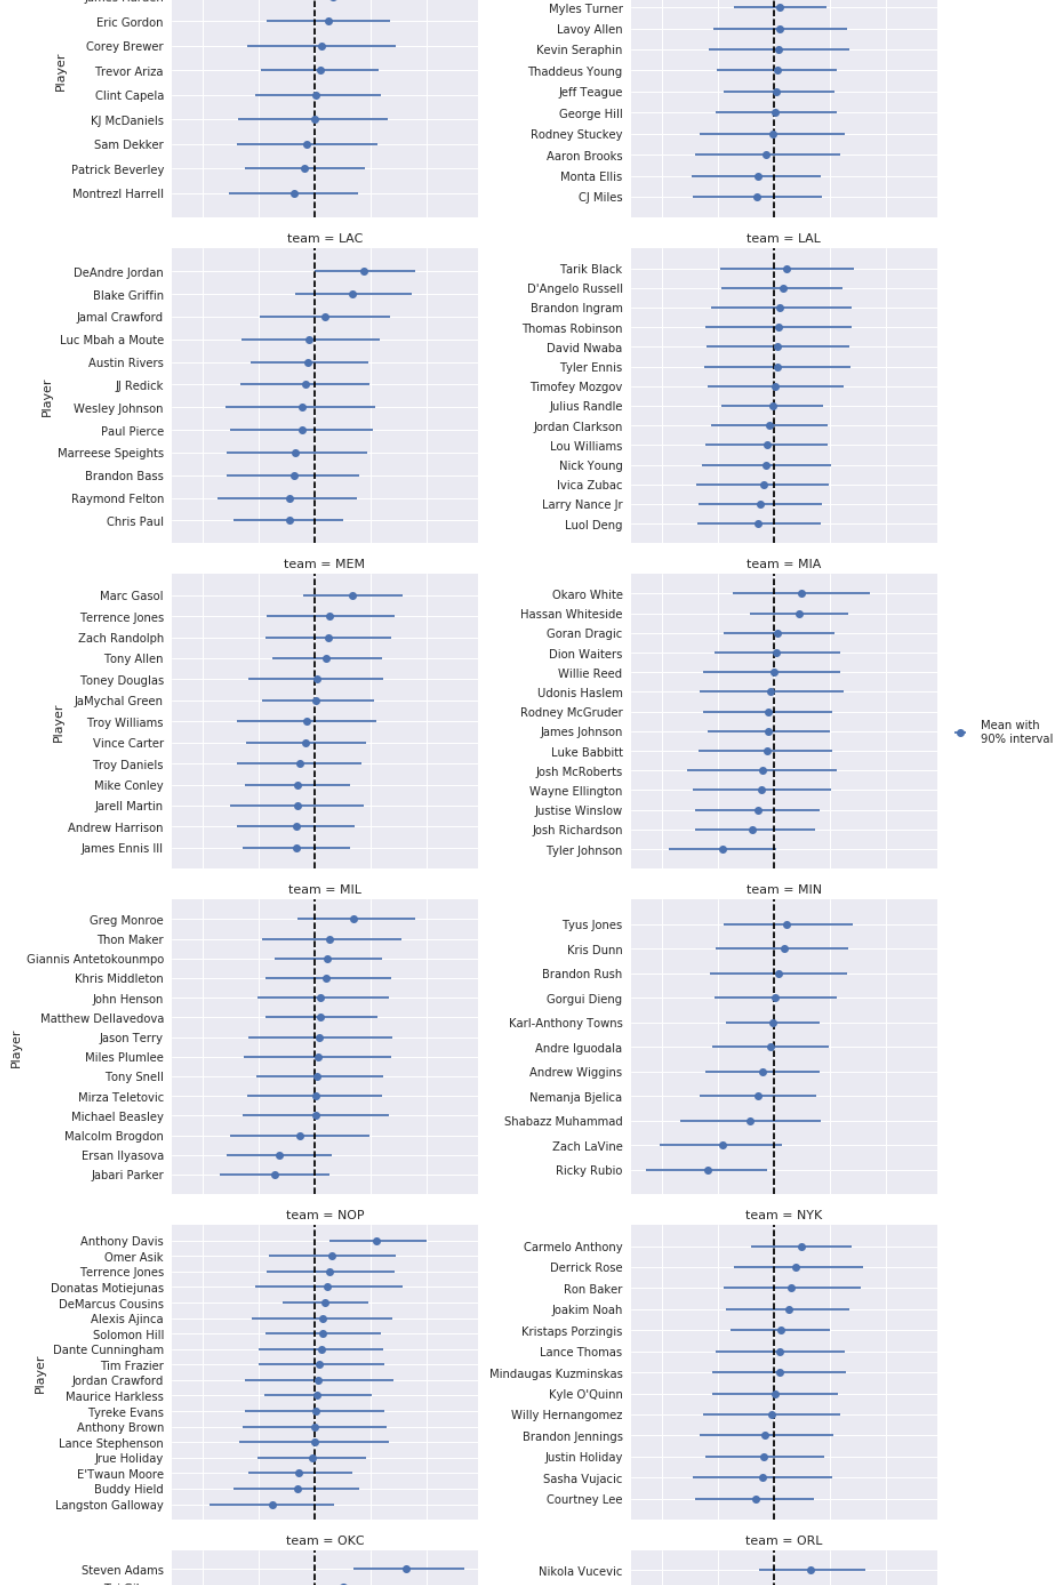 Player
Eric Gordon
Corey Brewer
Trevor Ariza
Clint Capela
KJ McDaniels
Sam Dekker
Patrick Beverley
Montrezl Harrell
Myles Turner
Lavoy Allen
Kevin Seraphin
Thaddeus Young
Jeff Teague
George Hill
Rodney Stuckey
Aaron Brooks
Monta Ellis
CJ Miles
team = LAC
Player
DeAndre Jordan
Blake Griffin
Jamal Crawford
Luc Mbah a Moute
Austin Rivers
JJ Redick
Wesley Johnson
Paul Pierce
Marreese Speights
Brandon Bass
Raymond Felton
Chris Paul
team = LAL
Tarik Black
D'Angelo Russell
Brandon Ingram
Thomas Robinson
David Nwaba
Tyler Ennis
Timofey Mozgov
Julius Randle
Jordan Clarkson
Lou Williams
Nick Young
Ivica Zubac
Larry Nance Jr
Luol Deng
team = MEM
Player
Marc Gasol
Terrence Jones
Zach Randolph
Tony Allen
Toney Douglas
JaMychal Green
Troy Williams
Vince Carter
Troy Daniels
Mike Conley
Jarell Martin
Andrew Harrison
James Ennis III
team = MIA
Okaro White
Hassan Whiteside
Goran Dragic
Dion Waiters
Willie Reed
Udonis Haslem
Rodney McGruder
James Johnson
Luke Babbitt
Josh McRoberts
Wayne Ellington
Justise Winslow
Josh Richardson
Tyler Johnson
Mean with
90% interval
team = MIL
Player
Greg Monroe
Thon Maker
Giannis Antetokounmpo
Khris Middleton
John Henson
Matthew Dellavedova
Jason Terry
Miles Plumlee
Tony Snell
Mirza Teletovic
Michael Beasley
Malcolm Brogdon
Ersan Ilyasova
Jabari Parker
team = MIN
Tyus Jones
Kris Dunn
Brandon Rush
Gorgui Dieng
Karl-Anthony Towns
Andre Iguodala
Andrew Wiggins
Nemanja Bjelica
Shabazz Muhammad
Zach LaVine
Ricky Rubio
team = NOP
Player
Anthony Davis
Omer Asik
Terrence Jones
Donatas Motiejunas
DeMarcus Cousins
Alexis Ajinca
Solomon Hill
Dante Cunningham
Tim Frazier
Jordan Crawford
Maurice Harkless
Tyreke Evans
Anthony Brown
Lance Stephenson
Jrue Holiday
E'Twaun Moore
Buddy Hield
Langston Galloway
team = NYK
Carmelo Anthony
Derrick Rose
Ron Baker
Joakim Noah
Kristaps Porzingis
Lance Thomas
Mindaugas Kuzminskas
Kyle O'Quinn
Willy Hernangomez
Brandon Jennings
Justin Holiday
Sasha Vujacic
Courtney Lee
team = OKC
Steven Adams
team = ORL
Nikola Vucevic